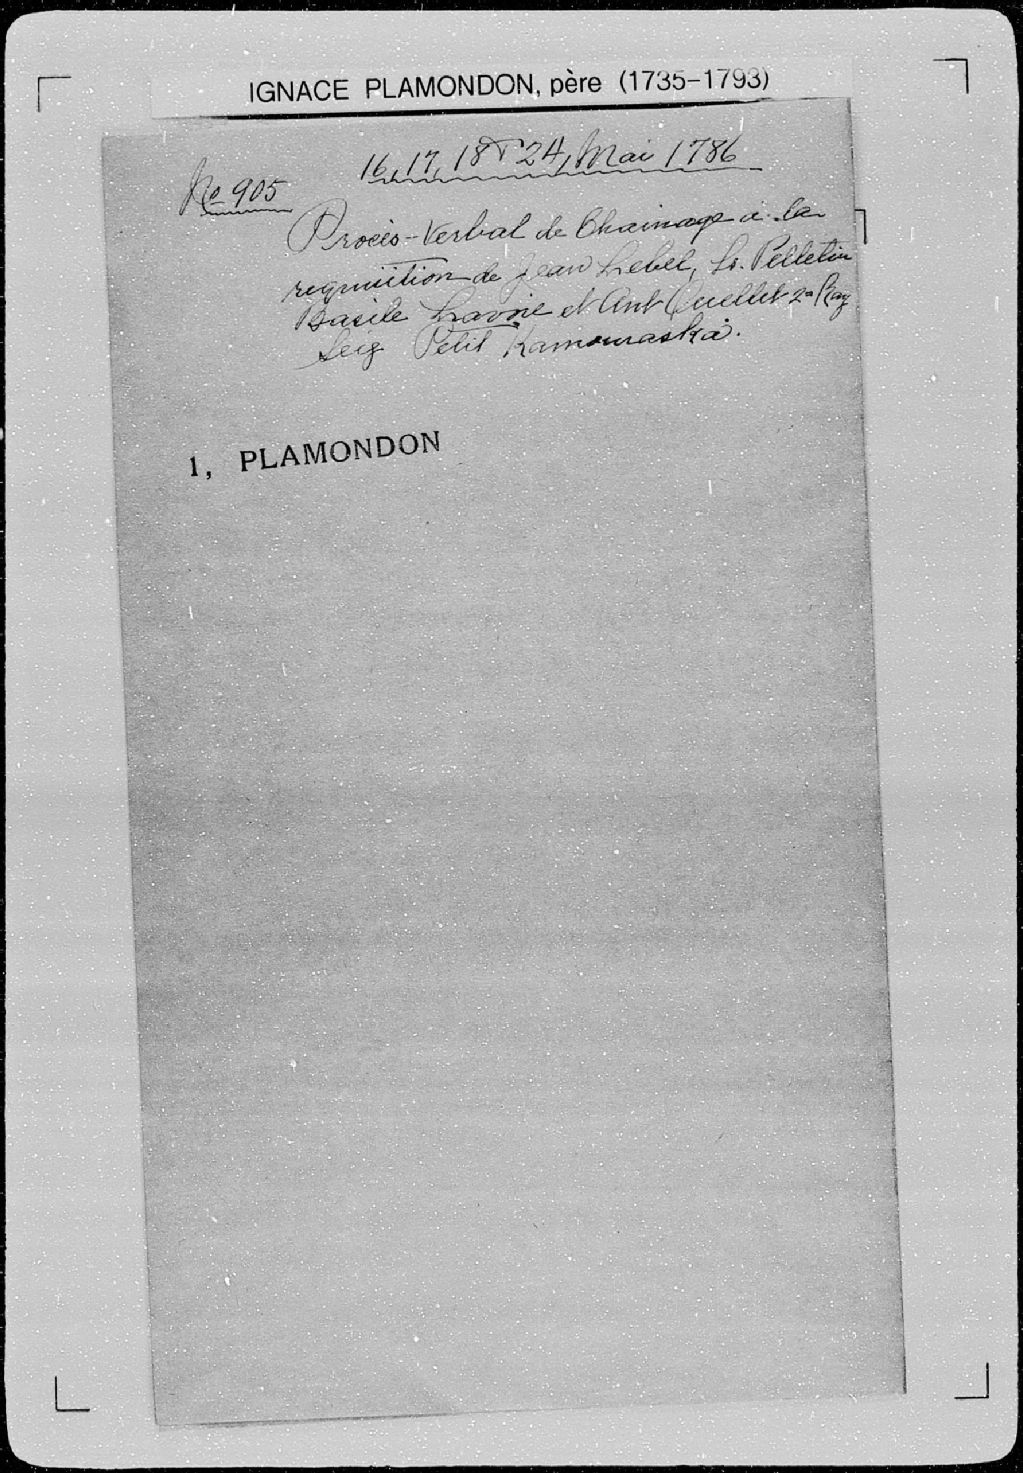 IGNACE PLAMONDON, père (1735-1793)
16, 17, 18 & 24, Mai 1786
No 905
Procès-Verbal de Chainage à la
requisition de Jean Lebel, Ls. Pelletier
Basile Lavoie et Ant Ouellet 2e Rang
Seig Petit Kamouraska.
1, PLAMONDON